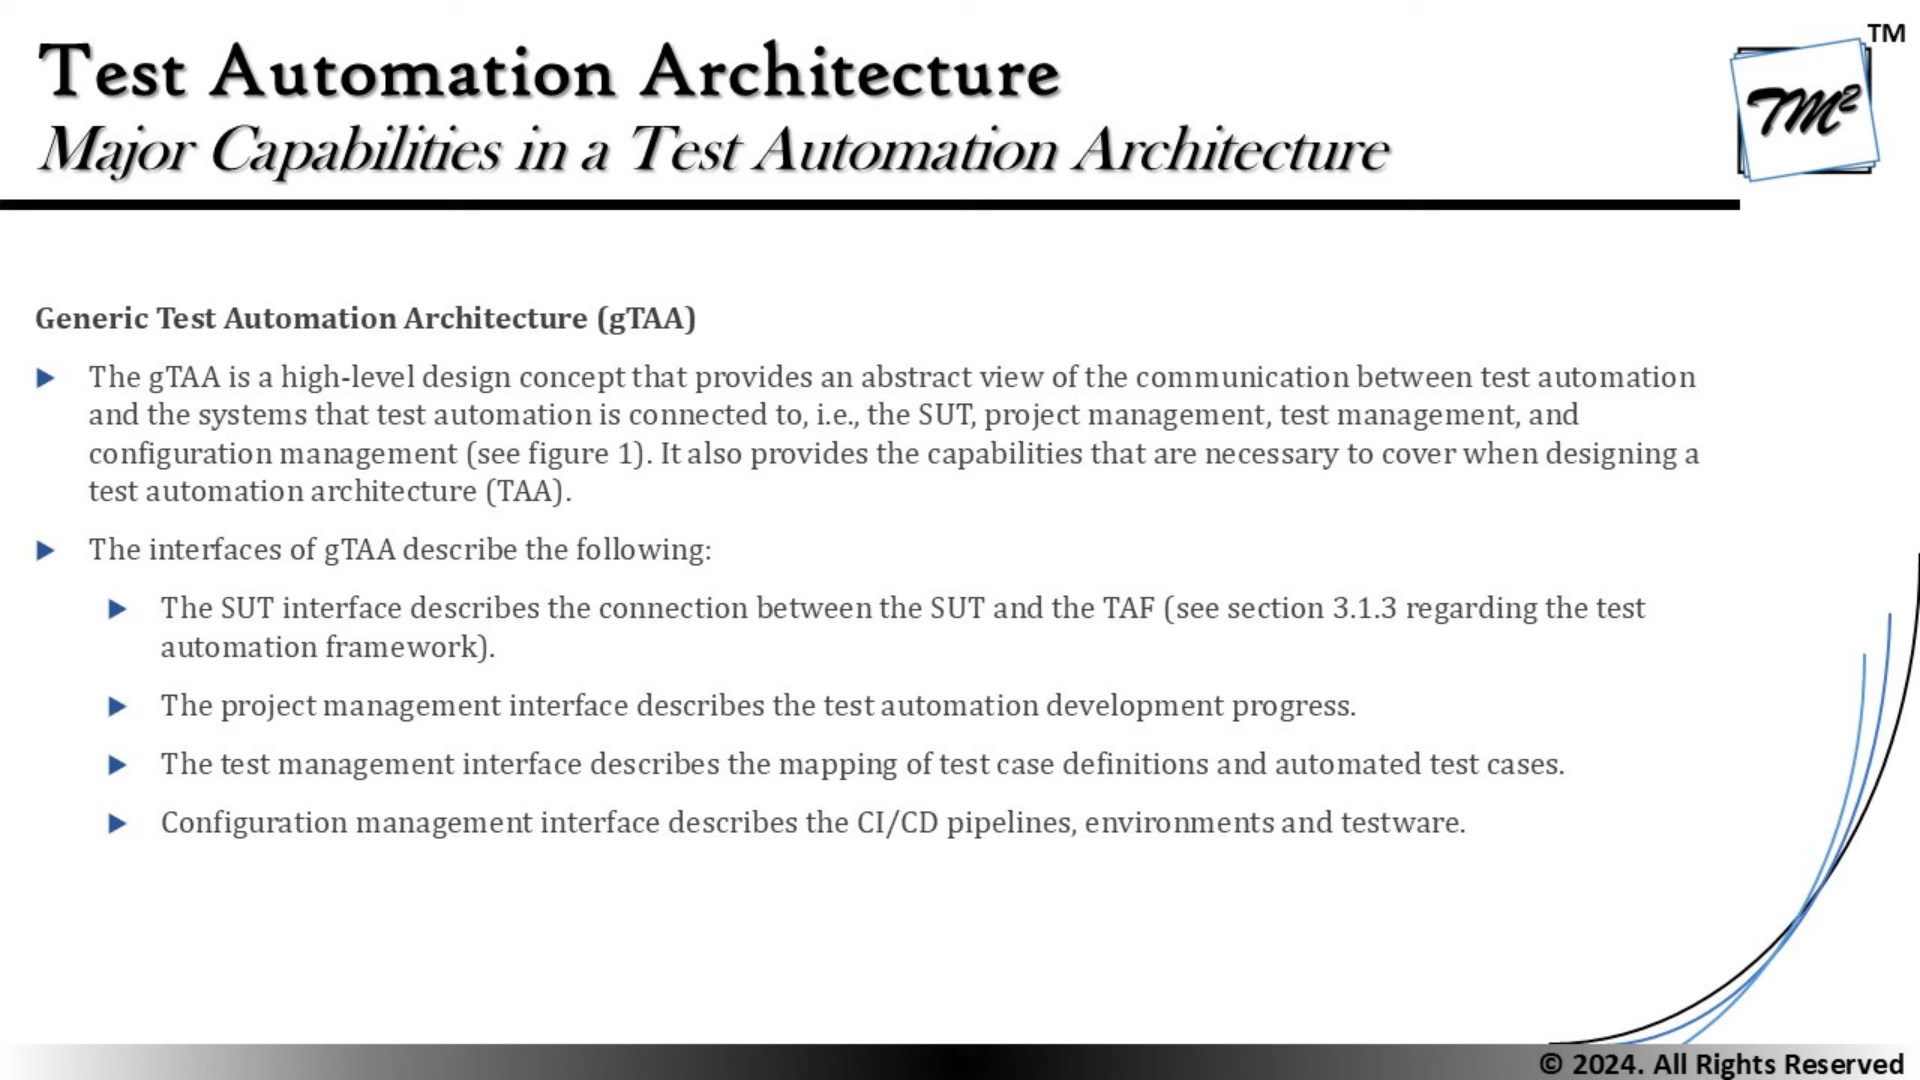 Test Automation Architecture
TM
Major Capabilities in a Test Automation Architecture
TM²
Generic Test Automation Architecture (gTAA)
The gTAA is a high-level design concept that provides an abstract view of the communication between test automation
and the systems that test automation is connected to, i.e., the SUT, project management, test management, and
configuration management (see figure 1). It also provides the capabilities that are necessary to cover when designing a
test automation architecture (TAA).
The interfaces of gTAA describe the following:
The SUT interface describes the connection between the SUT and the TAF (see section 3.1.3 regarding the test
automation framework).
The project management interface describes the test automation development progress.
The test management interface describes the mapping of test case definitions and automated test cases.
Configuration management interface describes the CI/CD pipelines, environments and testware.
© 2024. All Rights Reserved